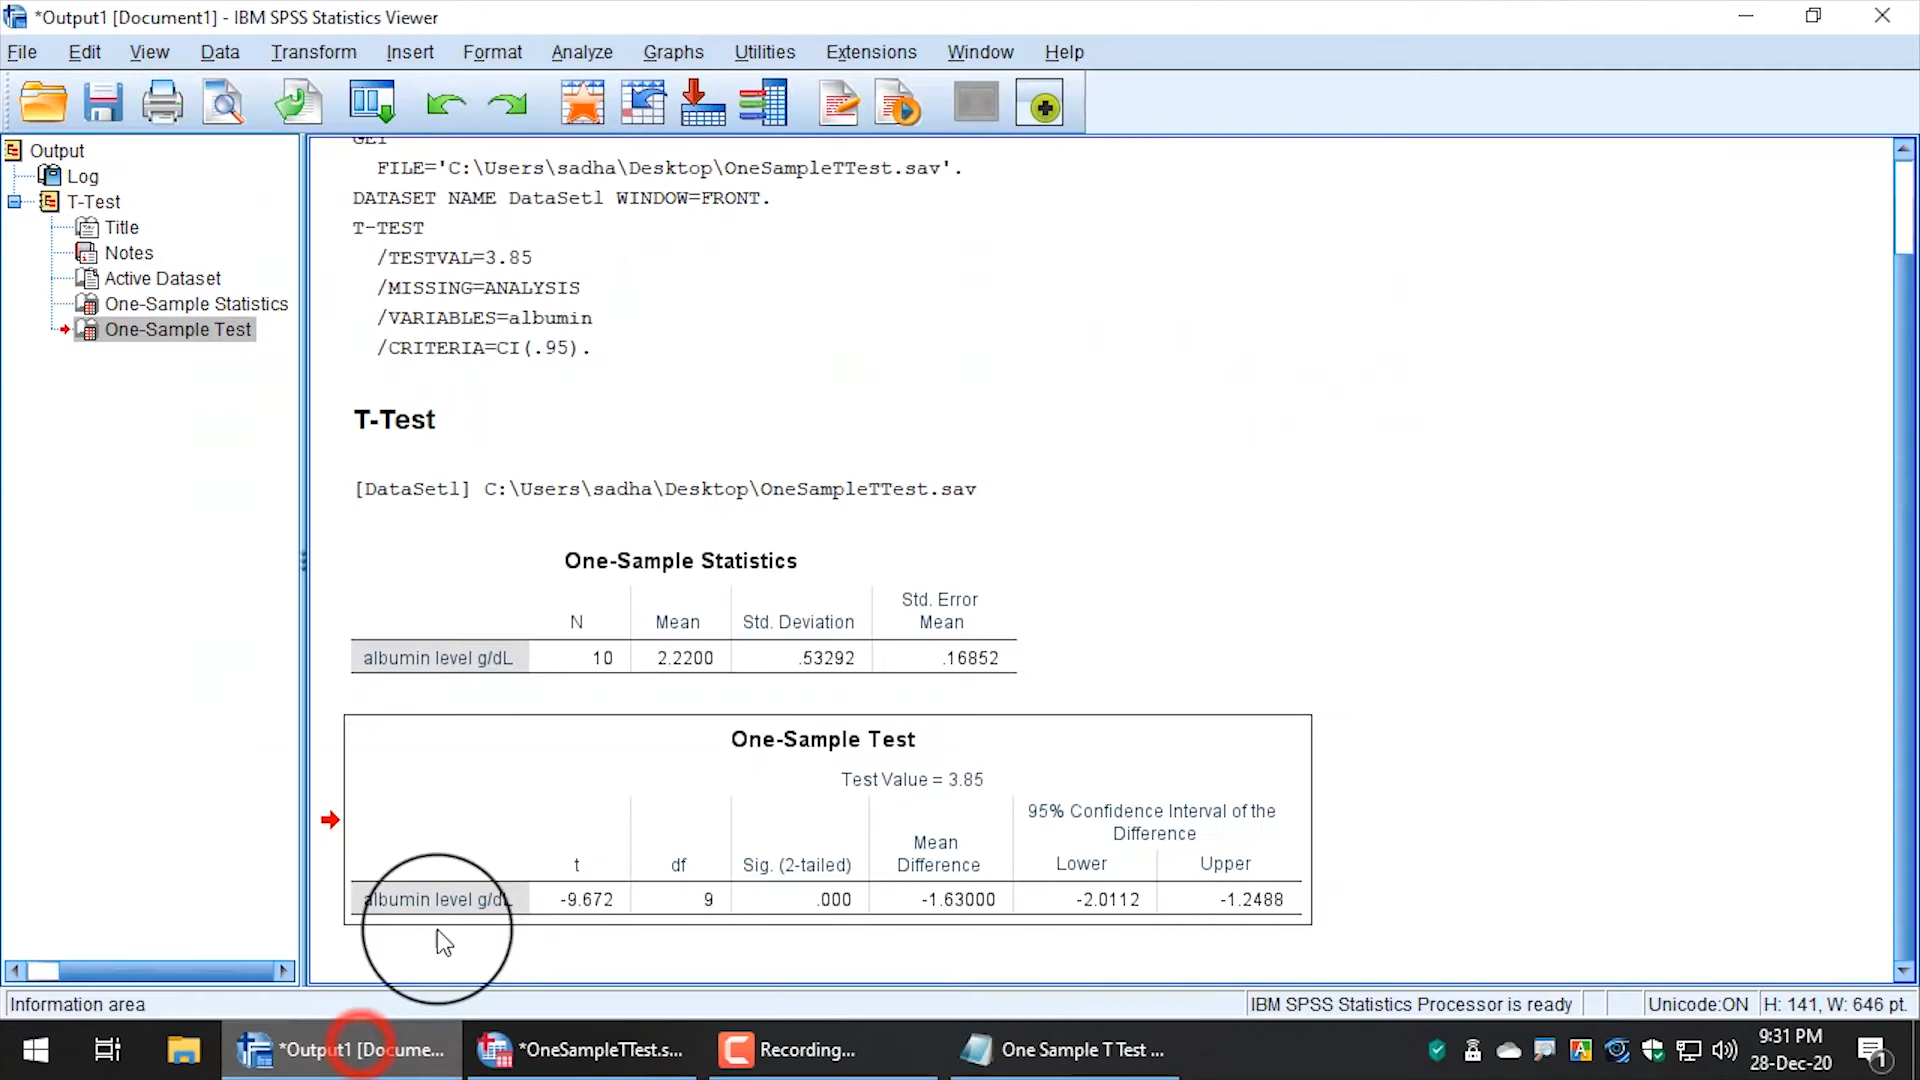 *Output1 [Document1] - IBM SPSS Statistics Viewer
File Edit View Data Transform Insert Format Analyze Graphs Utilities Extensions Window Help
Output
Log
T-Test
Title
Notes
Active Dataset
One-Sample Statistics
One-Sample Test
GET
FILE='C:\Users\sadha\Desktop\OneSampleTTest.sav'.
DATASET NAME DataSet1 WINDOW=FRONT.
T-TEST
/TESTVAL=3.85
/MISSING=ANALYSIS
/VARIABLES=albumin
/CRITERIA=CI(.95).
T-Test
[DataSet1] C:\Users\sadha\Desktop\OneSampleTTest.sav
One-Sample Statistics
N Mean Std. Deviation Std. Error Mean
albumin level g/dL 10 2.2200 .53292 .16852
One-Sample Test
Test Value = 3.85
95% Confidence Interval of the Difference
t df Sig. (2-tailed) Mean Difference Lower Upper
albumin level g/dL -9.672 9 .000 -1.63000 -2.0112 -1.2488
Information area IBM SPSS Statistics Processor is ready Unicode:ON H: 141, W: 646 pt.
*Output1 [Docume... *OneSampleTTest.s... Recording... One Sample T Test ... 9:31 PM
28-Dec-20
1